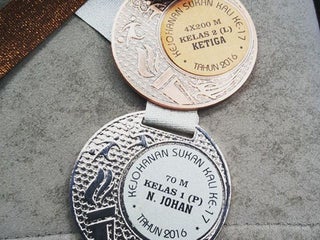 KEJOHANAN SUKAN KALI KE-17
4X200 M
KELAS 2 (L)
KETIGA
• TAHUN 2016 •
KEJOHANAN SUKAN KALI KE-17
70 M
KELAS 1 (P)
N. JOHAN
• TAHUN 2016 •